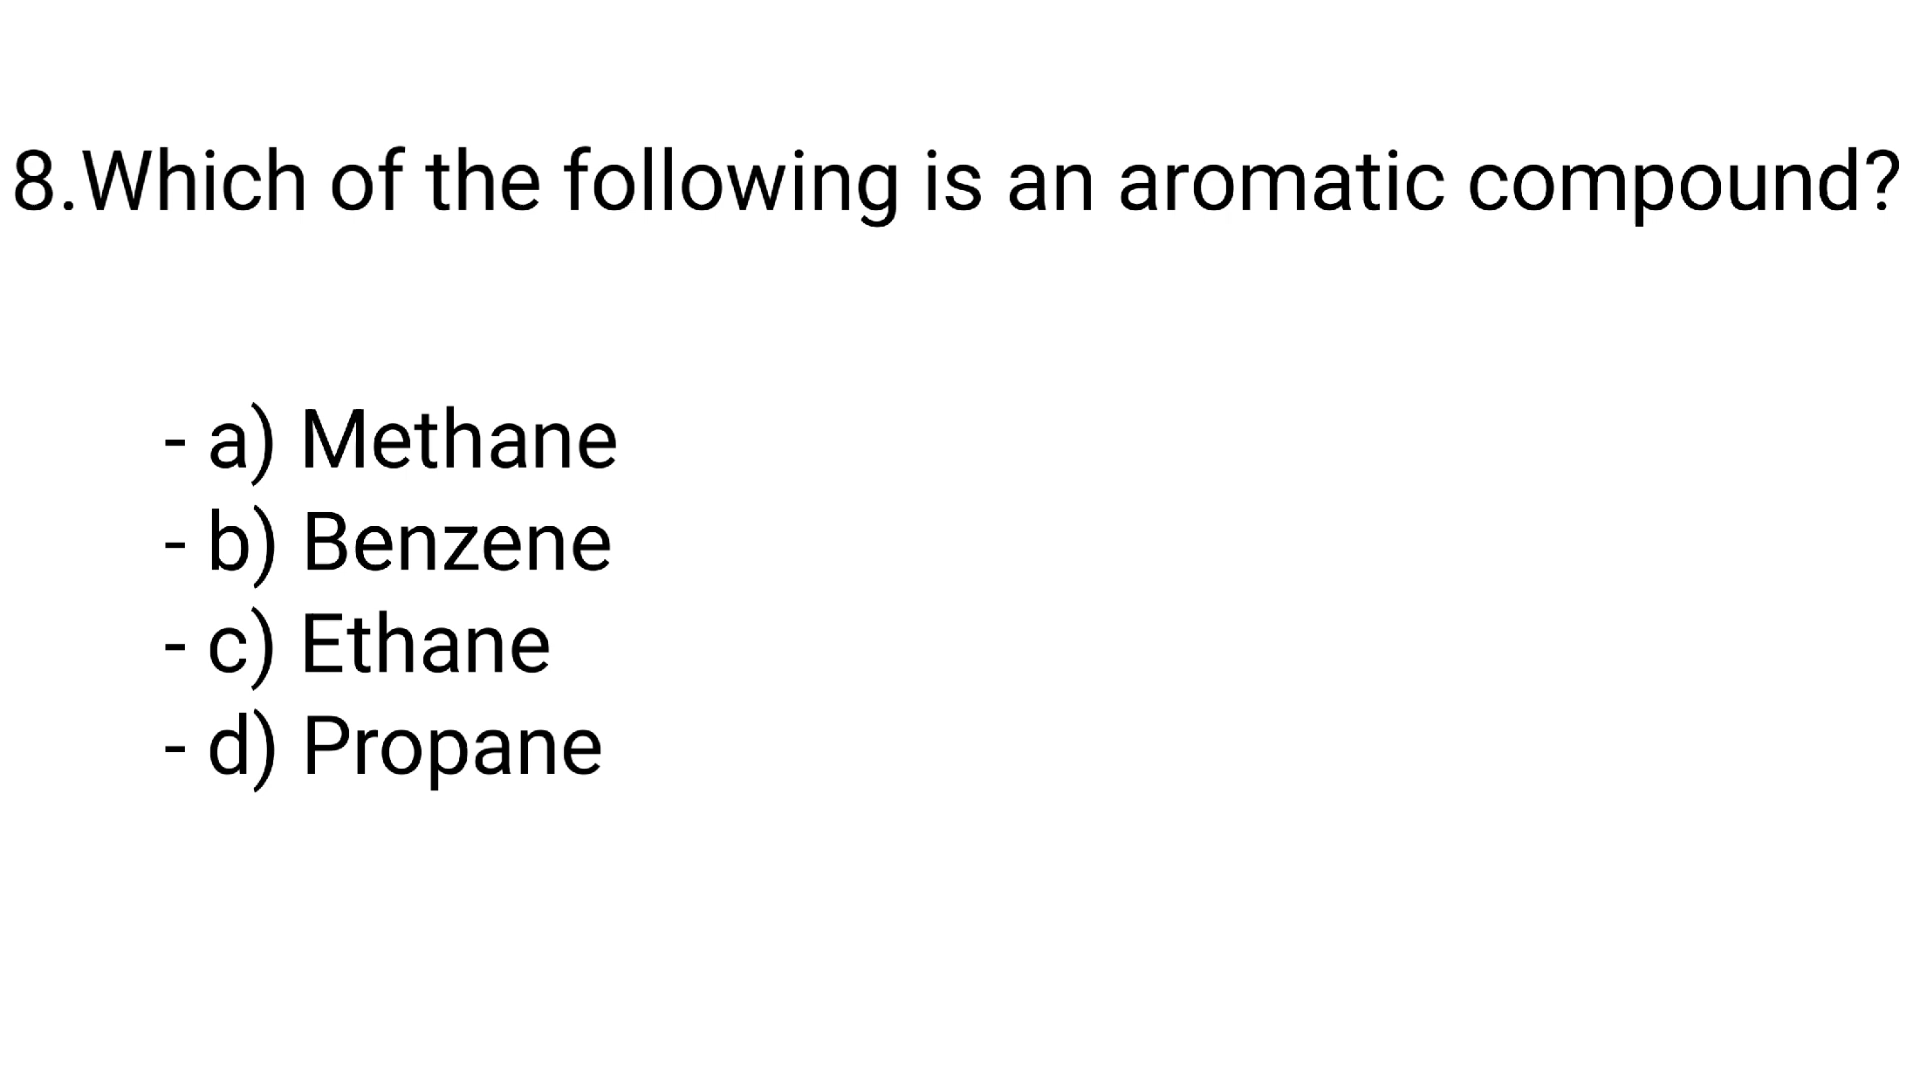 8.Which of the following is an aromatic compound?
- a) Methane
- b) Benzene
- c) Ethane
- d) Propane